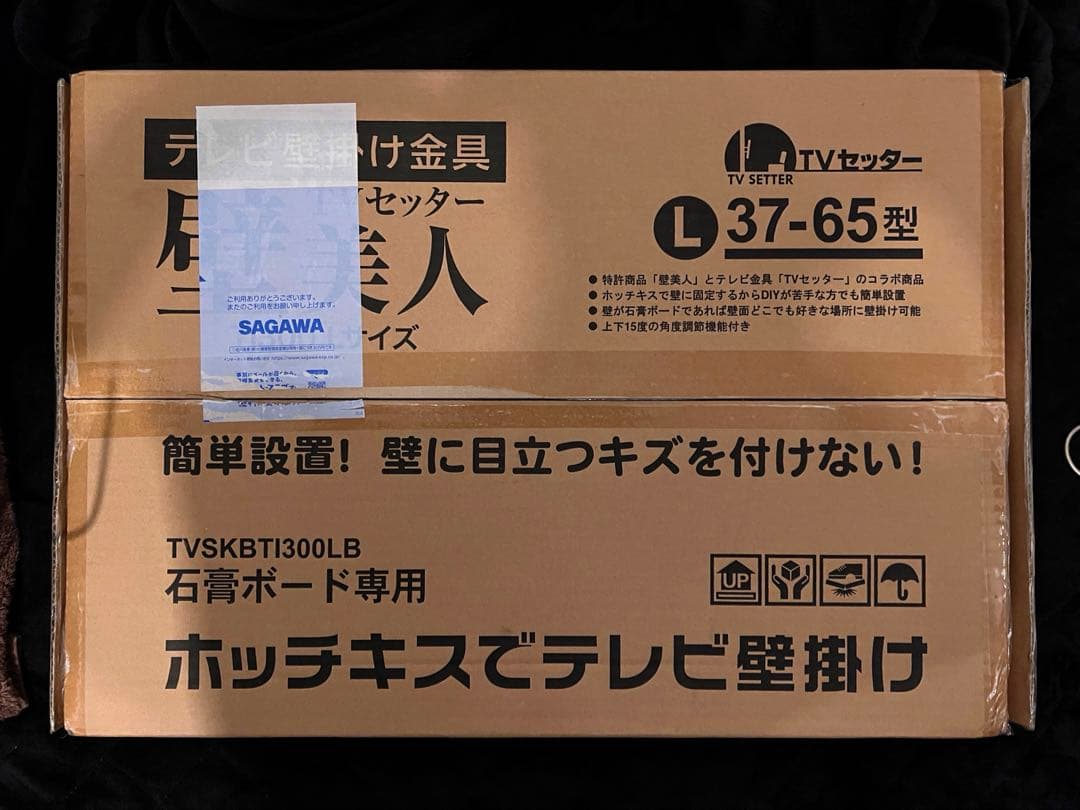 テレビ壁掛け金具
TVセッター
壁美人
サイズ
ご利用ありがとうございます。
またのご利用をお願い申し上げます。
SAGAWA
TVセッター
TV SETTER
L 37-65型
● 特許商品「壁美人」とテレビ金具「TVセッター」のコラボ商品
● ホッチキスで壁に固定するからDIYが苦手な方でも簡単設置
● 壁が石膏ボードであれば壁面どこでも好きな場所に壁掛け可能
● 上下15度の角度調節機能付き
簡単設置! 壁に目立つキズを付けない!
TVSKBTI300LB
石膏ボード専用
UP
ホッチキスでテレビ壁掛け